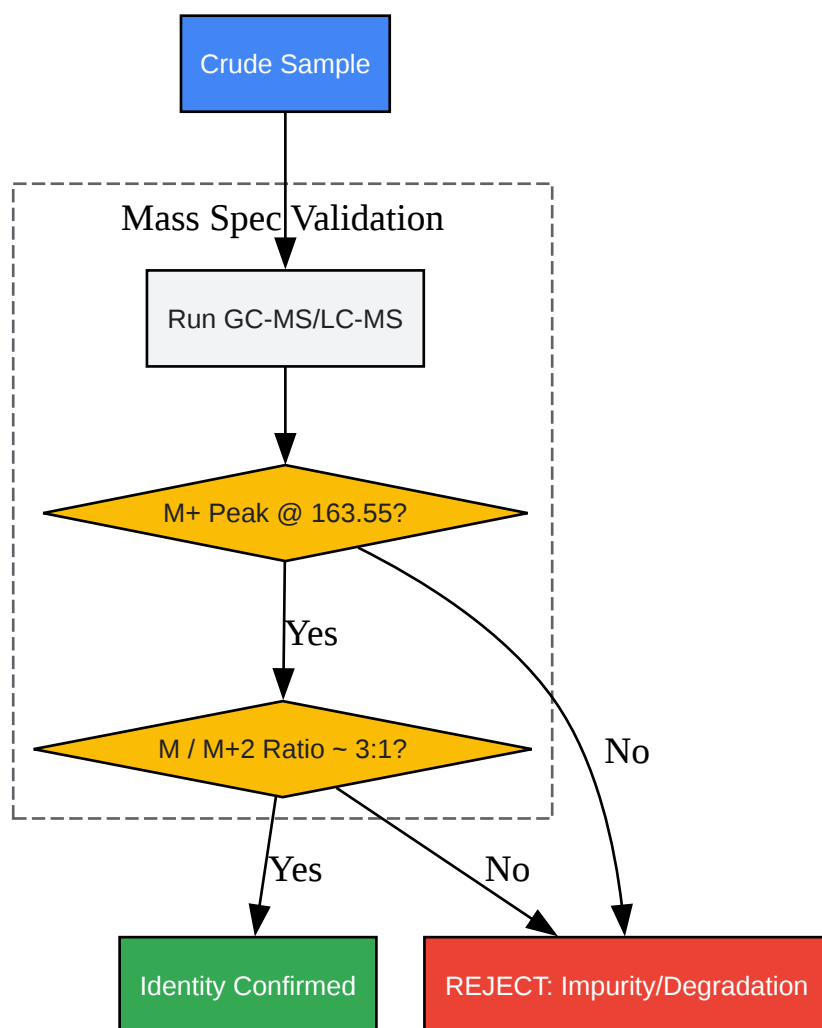 Crude Sample
Mass Spec Validation
Run GC-MS/LC-MS
M+ Peak @ 163.55?
Yes
M / M+2 Ratio ~ 3:1?
No
Yes
No
Identity Confirmed
REJECT: Impurity/Degradation